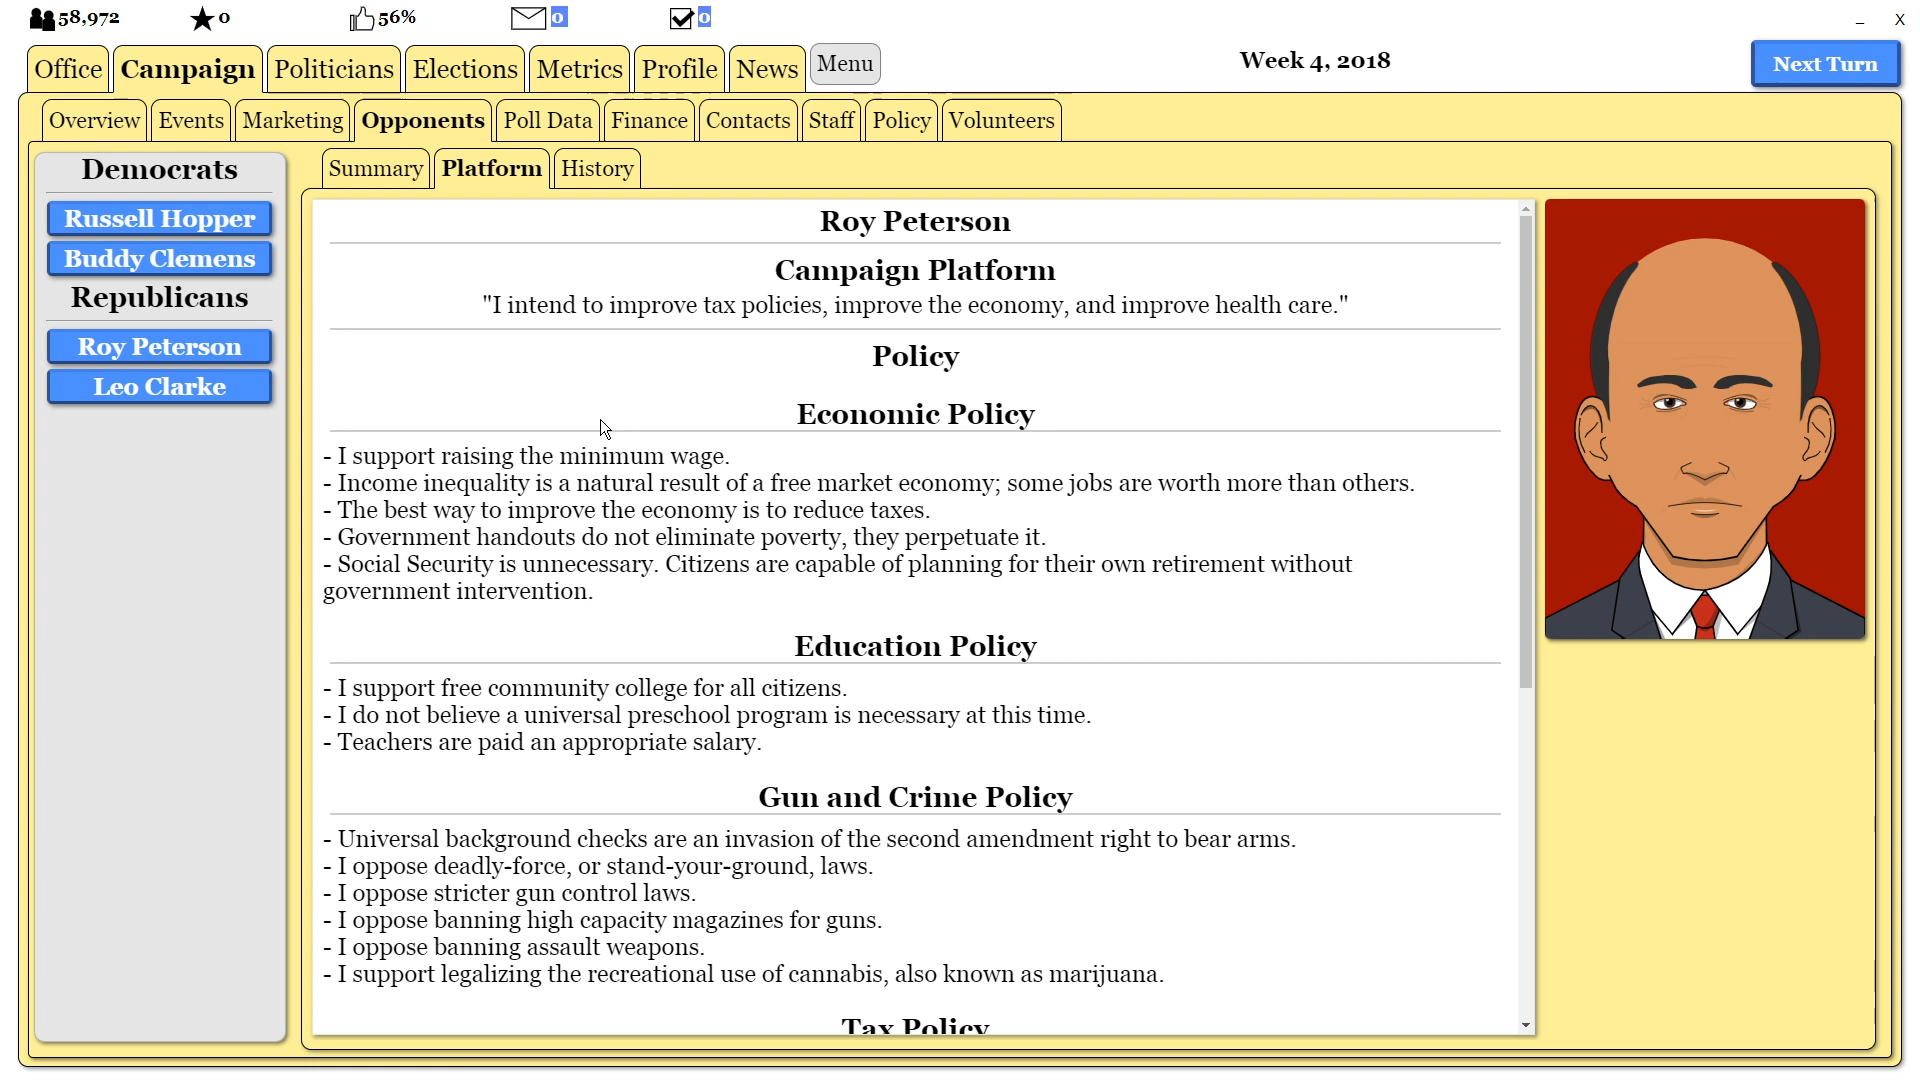 58,972 0 56% 0 0
_ X
Office Campaign Politicians Elections Metrics Profile News Menu Week 4, 2018 Next Turn
Overview Events Marketing Opponents Poll Data Finance Contacts Staff Policy Volunteers
Democrats
Russell Hopper
Buddy Clemens
Republicans
Roy Peterson
Leo Clarke
Summary Platform History
Roy Peterson
Campaign Platform
"I intend to improve tax policies, improve the economy, and improve health care."
Policy
Economic Policy
- I support raising the minimum wage.
- Income inequality is a natural result of a free market economy; some jobs are worth more than others.
- The best way to improve the economy is to reduce taxes.
- Government handouts do not eliminate poverty, they perpetuate it.
- Social Security is unnecessary. Citizens are capable of planning for their own retirement without
government intervention.
Education Policy
- I support free community college for all citizens.
- I do not believe a universal preschool program is necessary at this time.
- Teachers are paid an appropriate salary.
Gun and Crime Policy
- Universal background checks are an invasion of the second amendment right to bear arms.
- I oppose deadly-force, or stand-your-ground, laws.
- I oppose stricter gun control laws.
- I oppose banning high capacity magazines for guns.
- I oppose banning assault weapons.
- I support legalizing the recreational use of cannabis, also known as marijuana.
Tax Policy